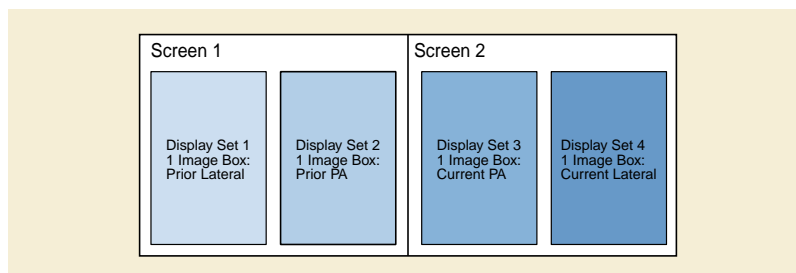 Screen 1
Screen 2
Display Set 1
1 Image Box:
Prior Lateral
Display Set 2
1 Image Box:
Prior PA
Display Set 3
1 Image Box:
Current PA
Display Set 4
1 Image Box:
Current Lateral